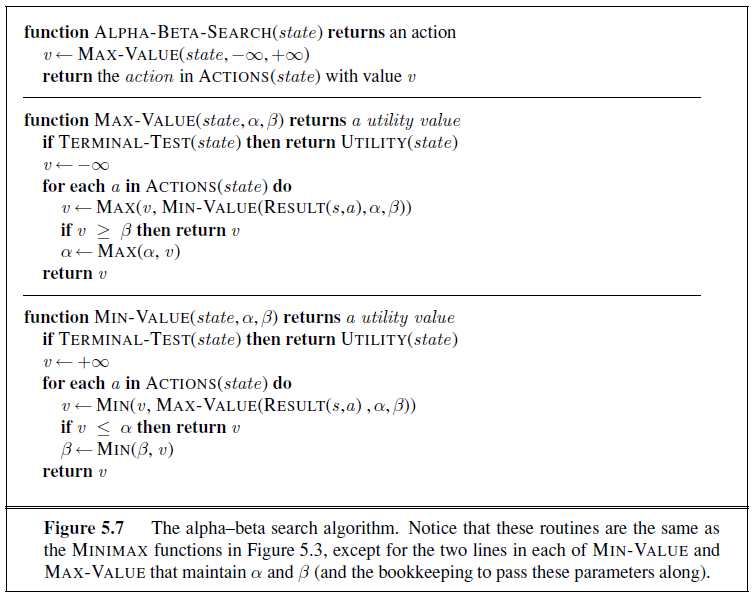 function ALPHA-BETA-SEARCH(state) returns an action
v ← MAX-VALUE(state, −∞, +∞)
return the action in ACTIONS(state) with value v
function MAX-VALUE(state, α, β) returns a utility value
if TERMINAL-TEST(state) then return UTILITY(state)
v ← −∞
for each a in ACTIONS(state) do
v ← MAX(v, MIN-VALUE(RESULT(s,a), α, β))
if v ≥ β then return v
α ← MAX(α, v)
return v
function MIN-VALUE(state, α, β) returns a utility value
if TERMINAL-TEST(state) then return UTILITY(state)
v ← +∞
for each a in ACTIONS(state) do
v ← MIN(v, MAX-VALUE(RESULT(s,a) , α, β))
if v ≤ α then return v
β ← MIN(β, v)
return v
Figure 5.7 The alpha–beta search algorithm. Notice that these routines are the same as
the MINIMAX functions in Figure 5.3, except for the two lines in each of MIN-VALUE and
MAX-VALUE that maintain α and β (and the bookkeeping to pass these parameters along).